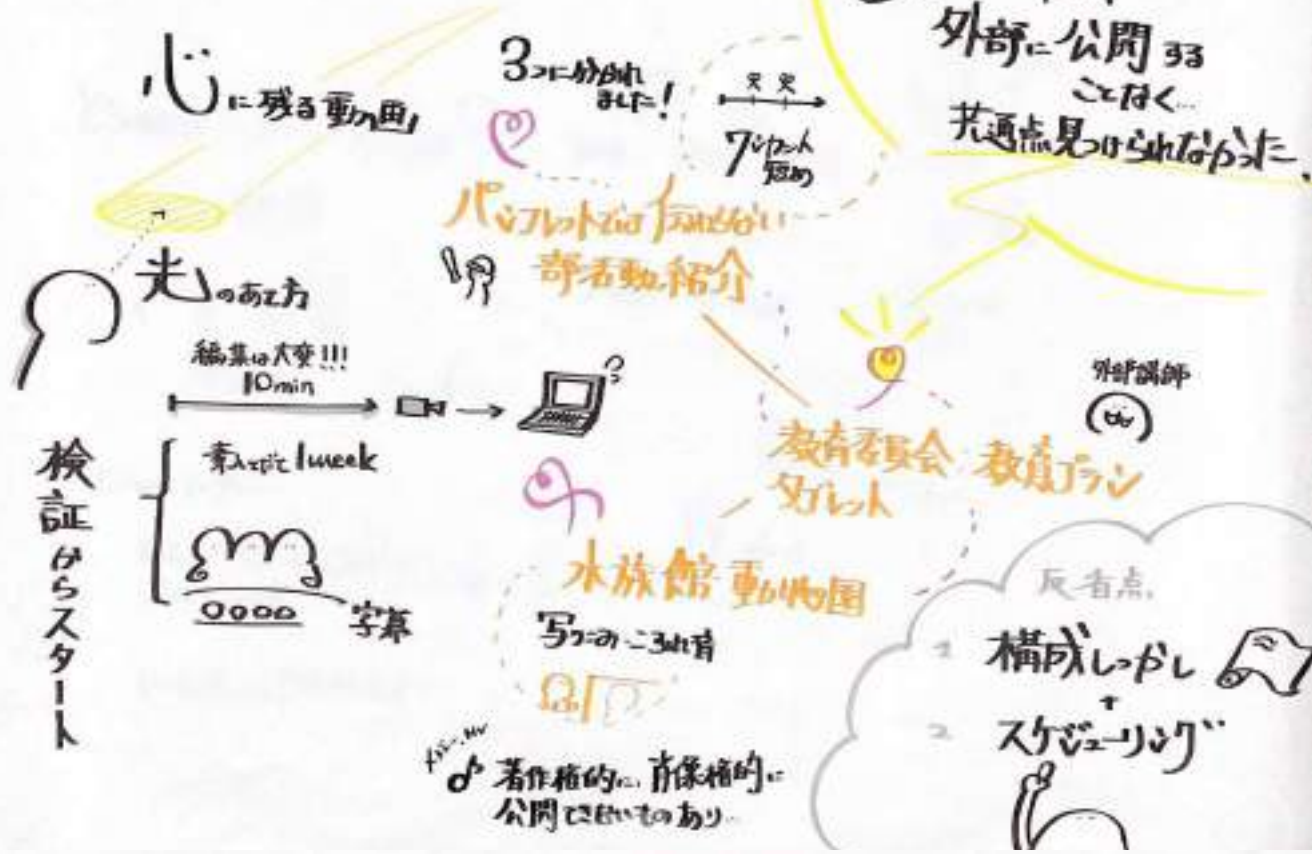 心に残る動画!
3つに分かれ
ました!
ワンカット
短め
外部に公開する
ことなく…
共通点見つけられなかった
パンフレットでは伝わらない
部活動紹介
光のあて方
編集は大変!!!
10min
素人だと1week
字幕
検証からスタート
外部講師
教育委員会 教育プラン
タブレット
水族館 動物園
反省点
1 構成しっかし
+
2 スケジューリング
著作権的に、肖像権的に
公開できないものあり